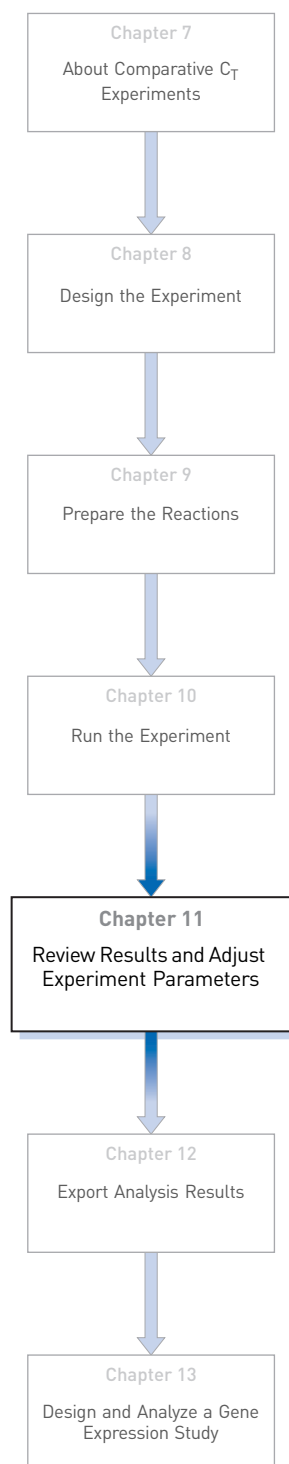 Chapter 7
About Comparative CT
Experiments
Chapter 8
Design the Experiment
Chapter 9
Prepare the Reactions
Chapter 10
Run the Experiment
Chapter 11
Review Results and Adjust
Experiment Parameters
Chapter 12
Export Analysis Results
Chapter 13
Design and Analyze a Gene
Expression Study